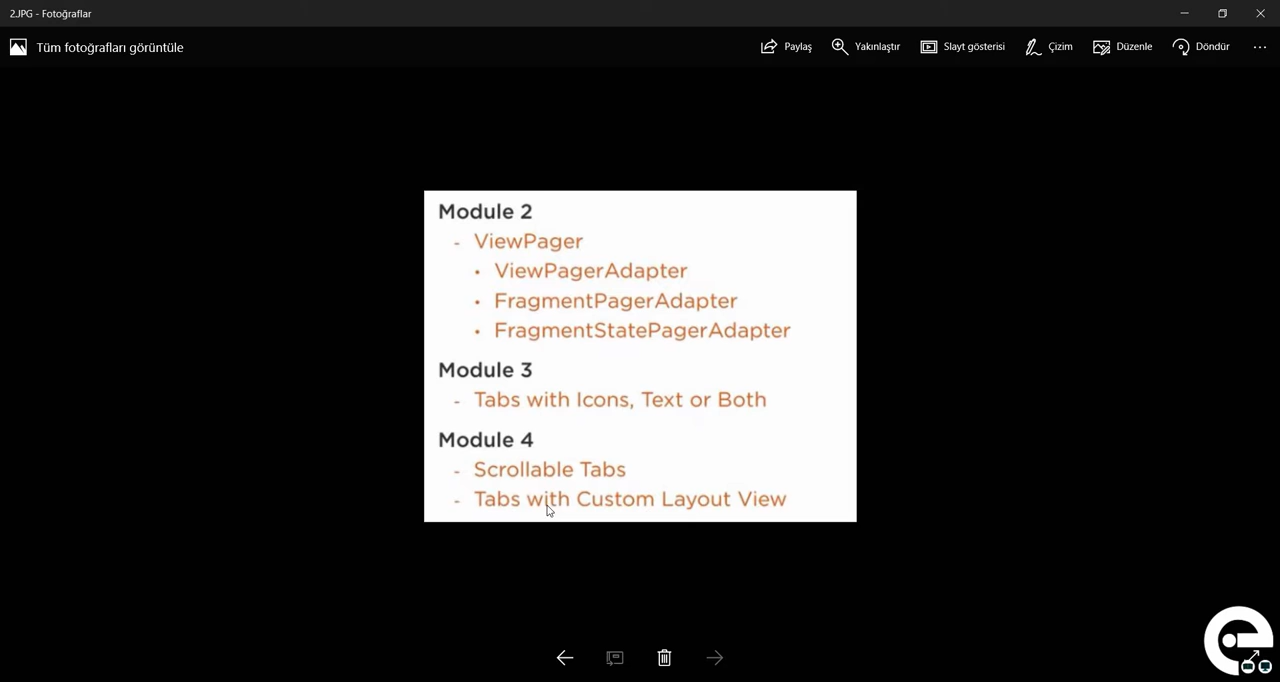 2.JPG - Fotoğraflar
Tüm fotoğrafları görüntüle
Paylaş
Yakınlaştır
Slayt gösterisi
Çizim
Düzenle
Döndür
Module 2
- ViewPager
• ViewPagerAdapter
• FragmentPagerAdapter
• FragmentStatePagerAdapter
Module 3
- Tabs with Icons, Text or Both
Module 4
- Scrollable Tabs
- Tabs with Custom Layout View